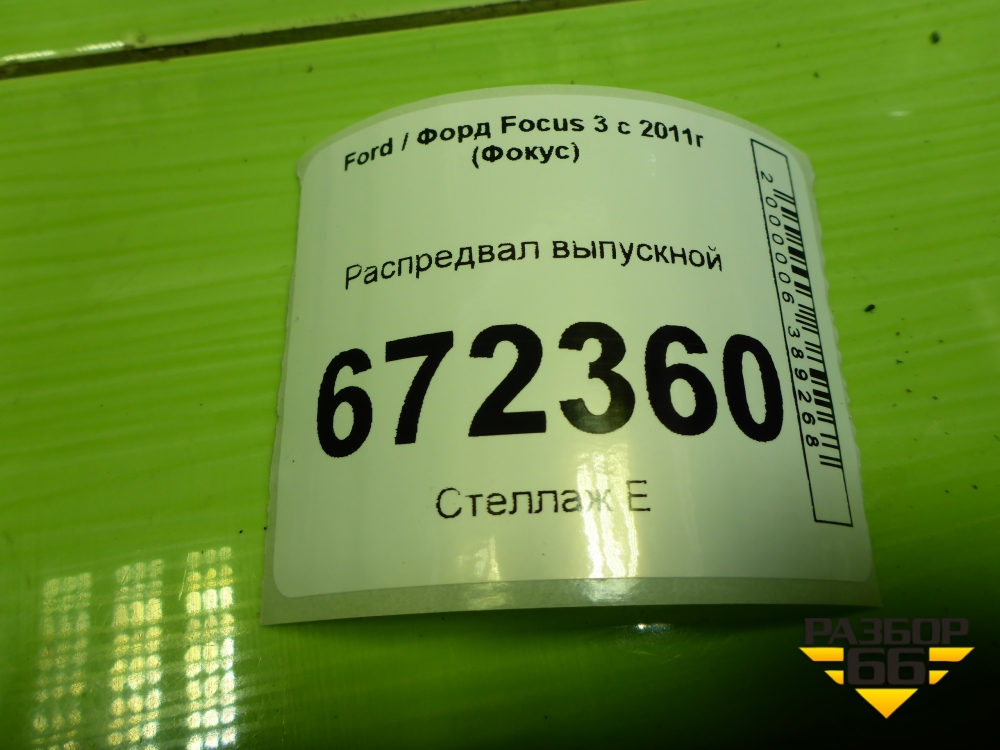 Ford / Форд Focus 3 с 2011г
(Фокус)
Распредвал выпускной
672360
Стеллаж Е
2000006389268
РАЗБОР
66